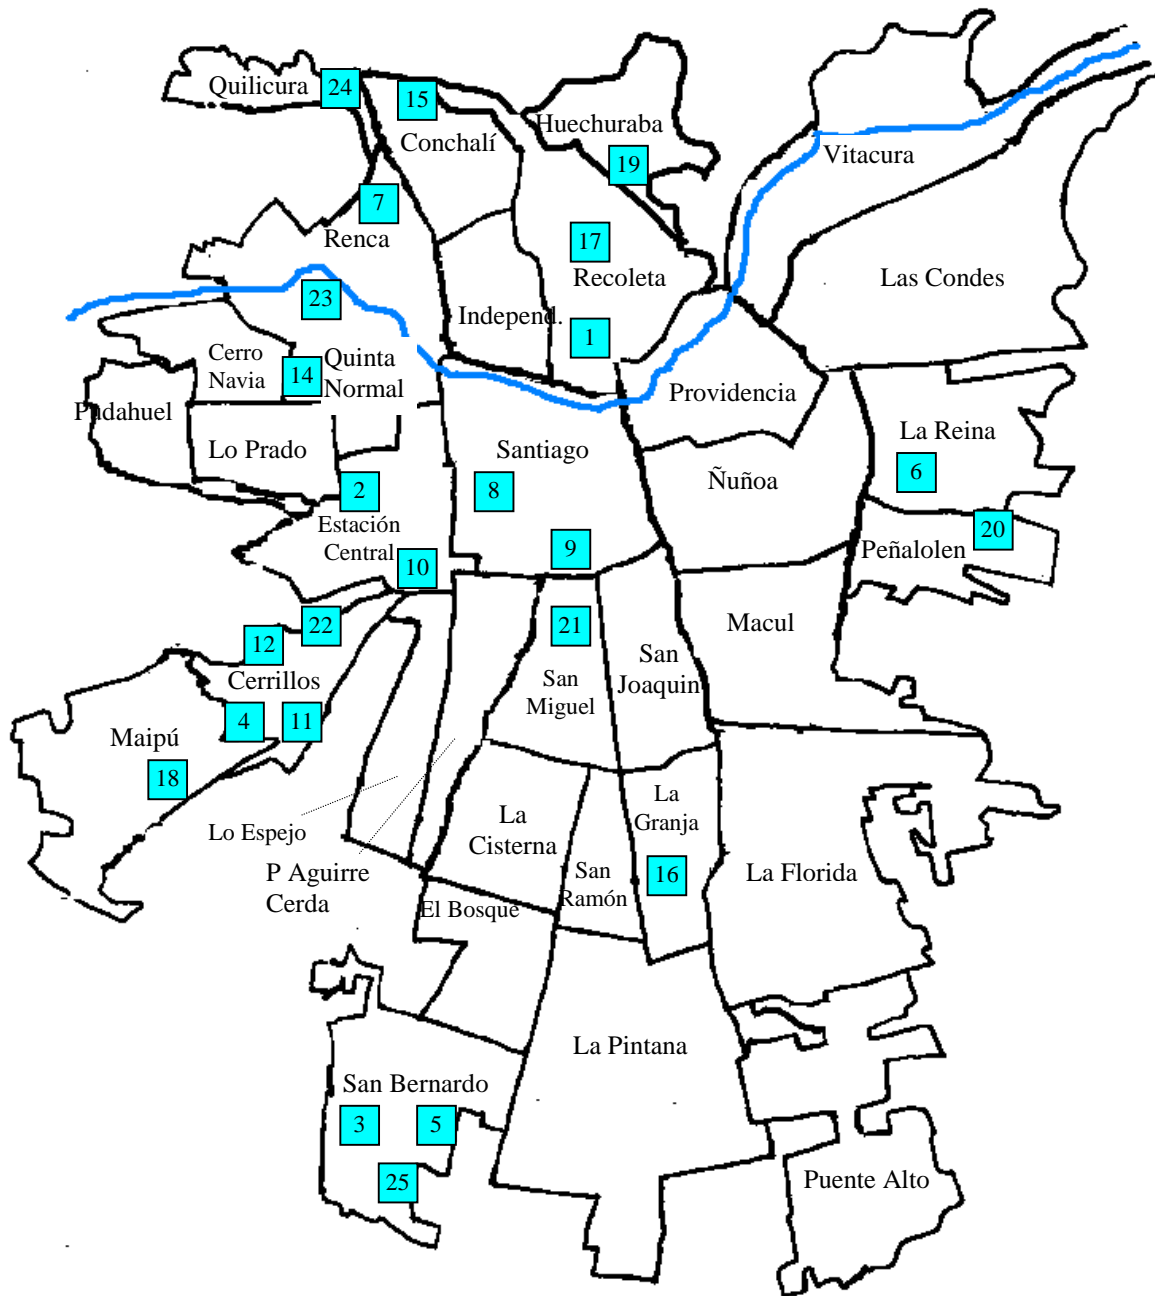 Quilicura
24
15
Conchalí
Huechuraba
19
Vitacura
7
Renca
17
Recoleta
Las Condes
23
Independ.
1
Cerro
Navia
14
Quinta
Normal
Providencia
Pudahuel
Lo Prado
Santiago
La Reina
6
Ñuñoa
2
8
Estación
Central
9
20
Peñalolen
10
22
21
12
Macul
Cerrillos
San
Miguel
San
Joaquin
4
11
Maipú
18
Lo Espejo
La
Granja
La
Cisterna
P Aguirre
Cerda
San
Ramón
16
La Florida
El Bosque
La Pintana
San Bernardo
3
5
25
Puente Alto